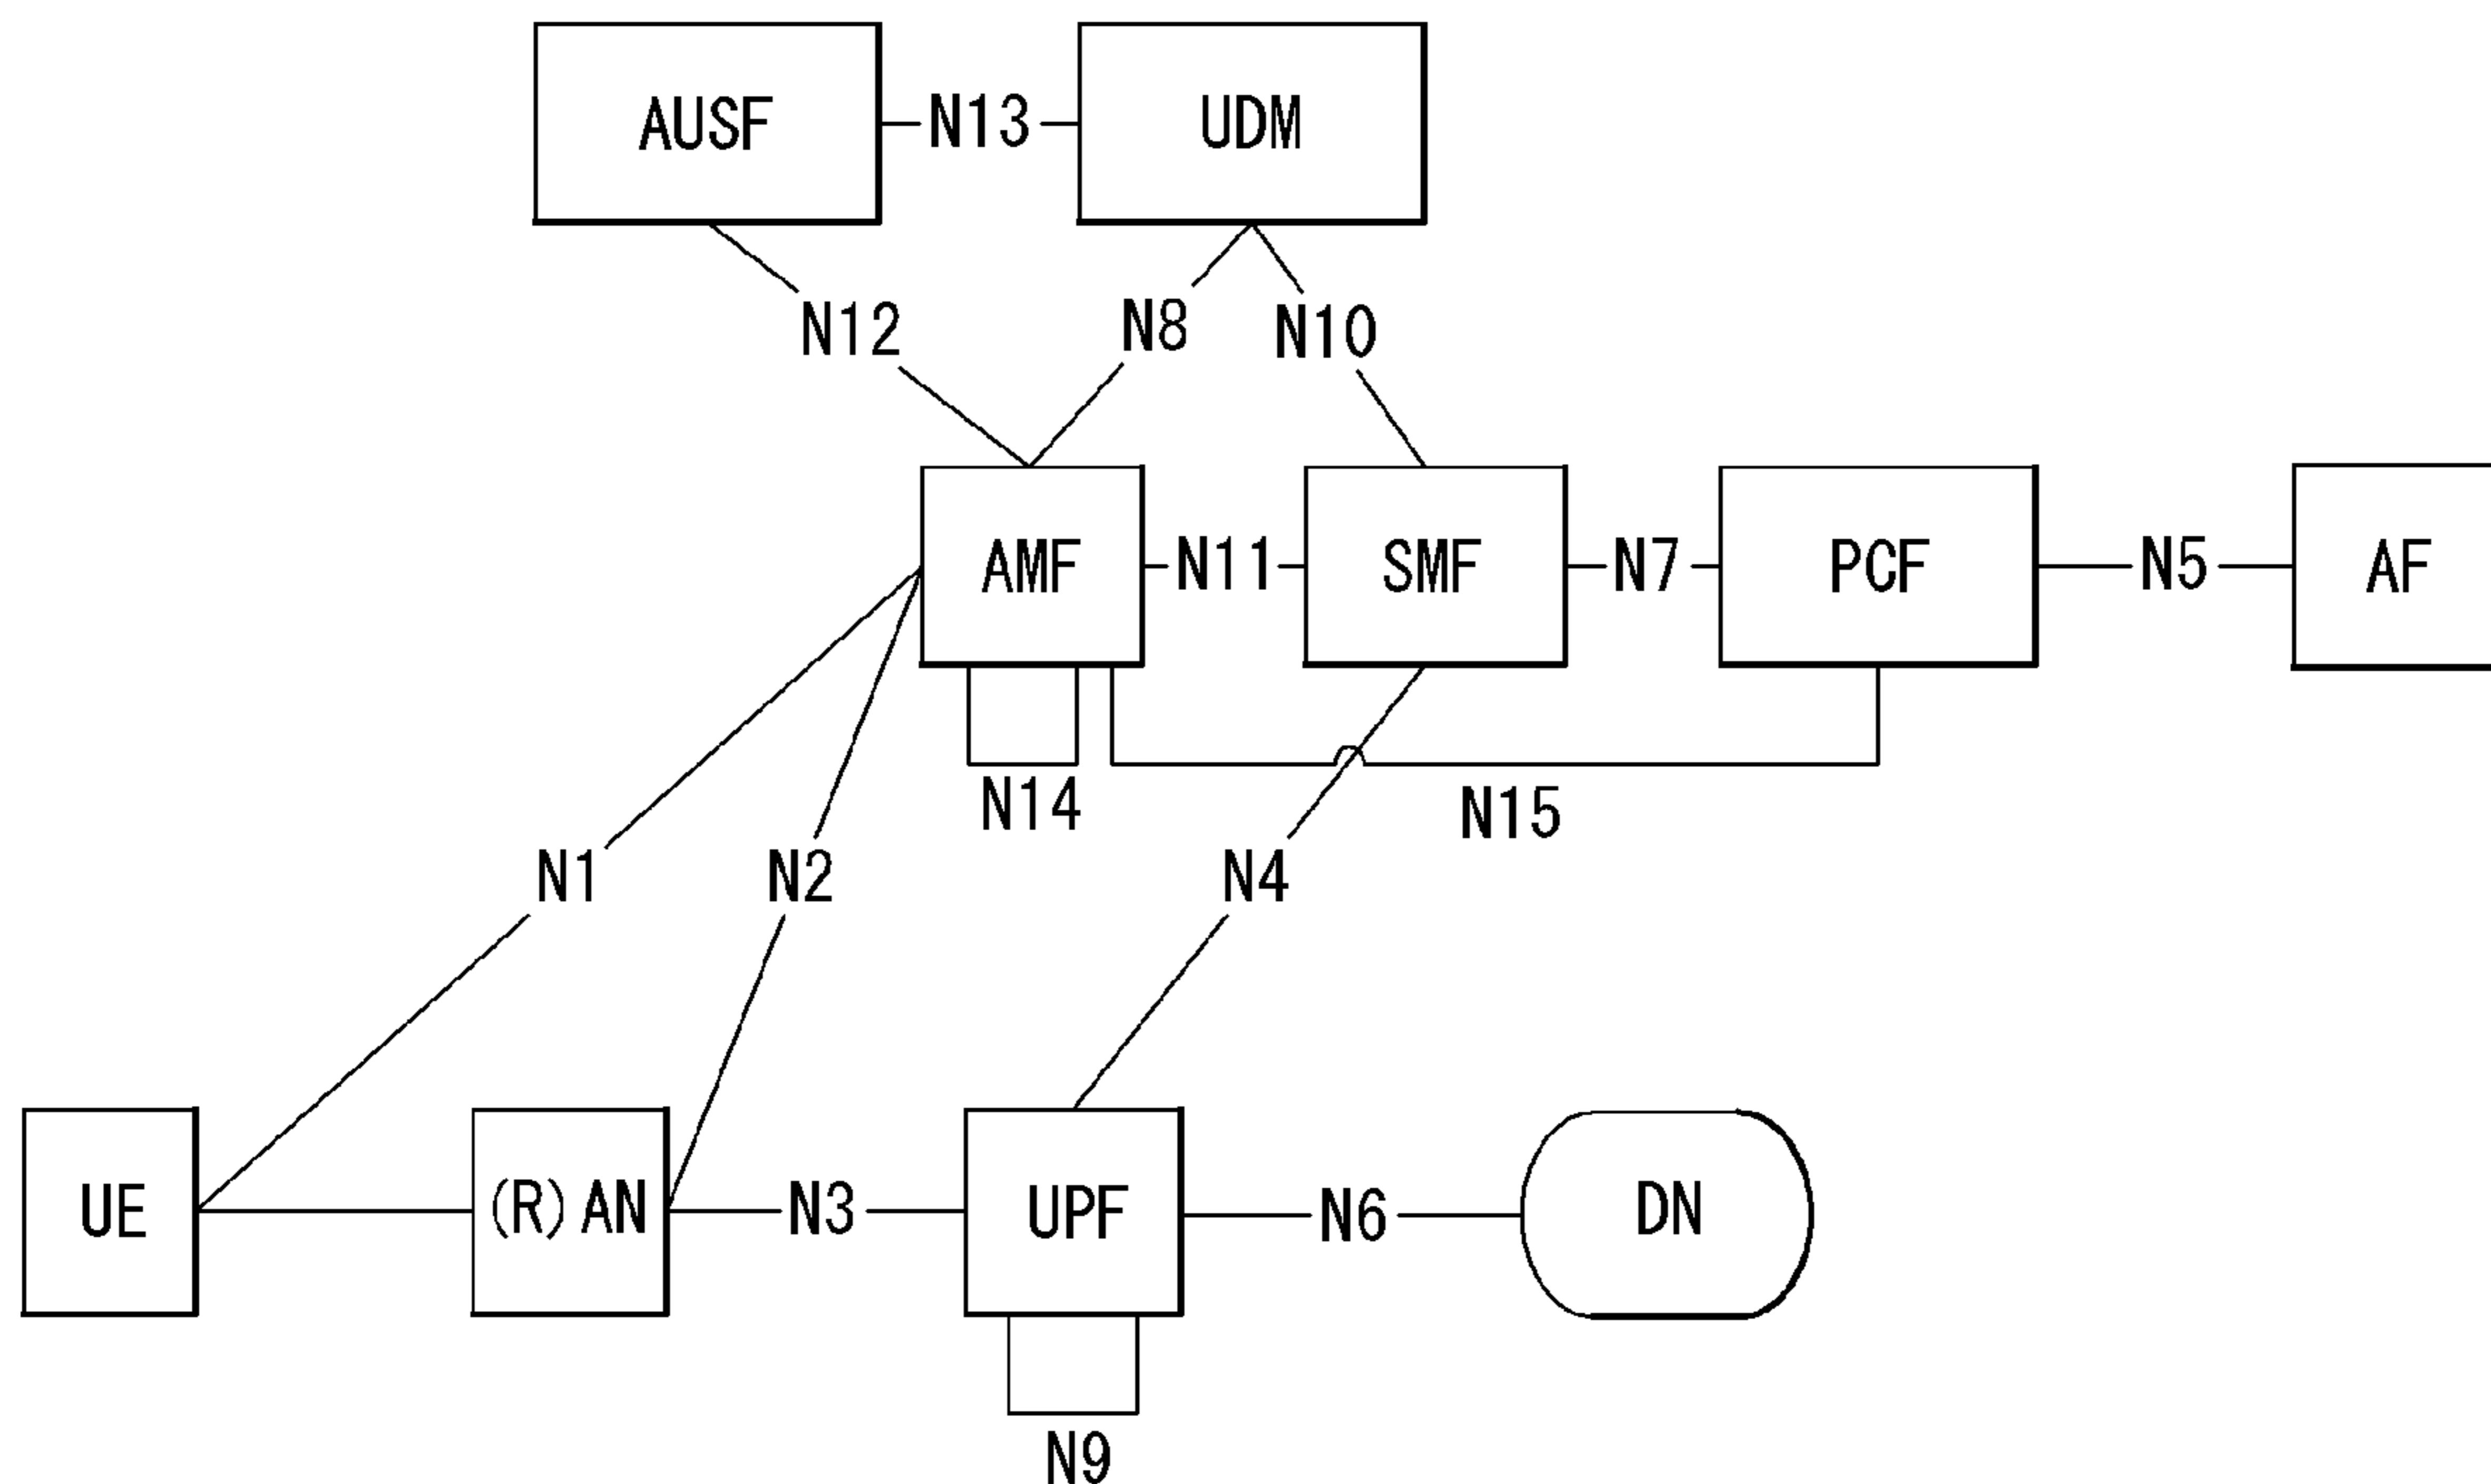 AUSF N13 UDM
N12 N8 N10
AMF N11 SMF N7 PCF N5 AF
N14 N15
N1 N2 N4
UE (R)AN N3 UPF N6 DN
N9